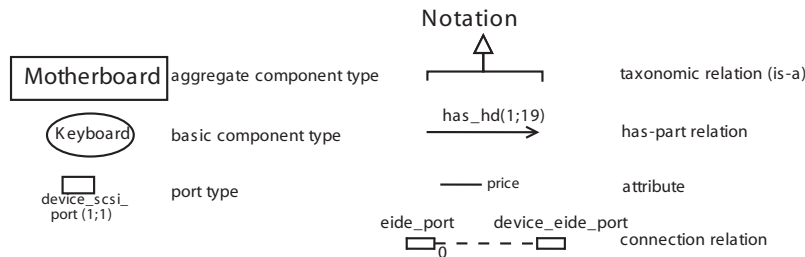 Notation
Motherboard
aggregate component type
taxonomic relation (is-a)
Keyboard
basic component type
has_hd(1;19)
has-part relation
device_scsi_
port (1;1)
port type
price
attribute
eide_port
device_eide_port
0
connection relation